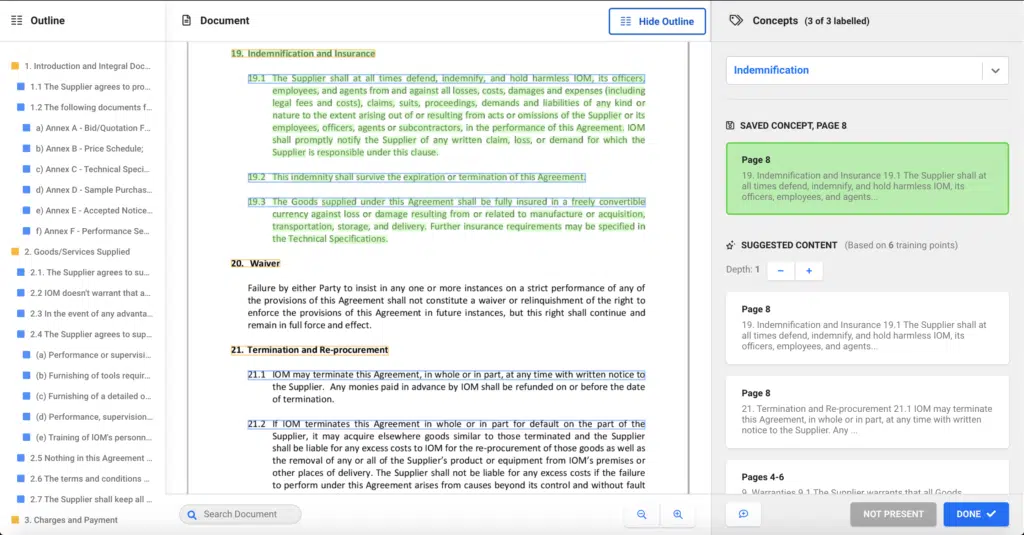 Outline
1. Introduction and Integral Doc...
1.1 The Supplier agrees to pro...
1.2 The following documents f...
a) Annex A - Bid/Quotation F...
b) Annex B - Price Schedule;
c) Annex C - Technical Speci...
d) Annex D - Sample Purchas...
e) Annex E - Accepted Notice...
f) Annex F - Performance Se...
2. Goods/Services Supplied
2.1. The Supplier agrees to su...
2.2 IOM doesn't warrant that a...
2.3 In the event of any advanta...
2.4 The Supplier agrees to sup...
(a) Performance or supervisi...
(b) Furnishing of tools requir...
(c) Furnishing of a detailed o...
(d) Performance, supervision...
(e) Training of IOM's personn...
2.5 Nothing in this Agreement ...
2.6 The terms and conditions ...
2.7 The Supplier shall keep all ...
3. Charges and Payment
Document
Hide Outline
19. Indemnification and Insurance
19.1 The Supplier shall at all times defend, indemnify, and hold harmless IOM, its officers,
employees, and agents from and against all losses, costs, damages and expenses (including
legal fees and costs), claims, suits, proceedings, demands and liabilities of any kind or
nature to the extent arising out of or resulting from acts or omissions of the Supplier or its
employees, officers, agents or subcontractors, in the performance of this Agreement. IOM
shall promptly notify the Supplier of any written claim, loss, or demand for which the
Supplier is responsible under this clause.
19.2 This indemnity shall survive the expiration or termination of this Agreement.
19.3 The Goods supplied under this Agreement shall be fully insured in a freely convertible
currency against loss or damage resulting from or related to manufacture or acquisition,
transportation, storage, and delivery. Further insurance requirements may be specified in
the Technical Specifications.
20. Waiver
Failure by either Party to insist in any one or more instances on a strict performance of any of
the provisions of this Agreement shall not constitute a waiver or relinquishment of the right to
enforce the provisions of this Agreement in future instances, but this right shall continue and
remain in full force and effect.
21. Termination and Re-procurement
21.1 IOM may terminate this Agreement, in whole or in part, at any time with written notice to
the Supplier. Any monies paid in advance by IOM shall be refunded on or before the date
of termination.
21.2 If IOM terminates this Agreement in whole or in part for default on the part of the
Supplier, it may acquire elsewhere goods similar to those terminated and the Supplier
shall be liable for any excess costs to IOM for the re-procurement of those goods as well as
the removal of any or all of the Supplier's product or equipment from IOM's premises or
other places of delivery. The Supplier shall not be liable for any excess costs if the failure
to perform under this Agreement arises from causes beyond its control and without fault
Search Document
Concepts (3 of 3 labelled)
Indemnification
SAVED CONCEPT, PAGE 8
Page 8
19. Indemnification and Insurance 19.1 The Supplier shall at
all times defend, indemnify, and hold harmless IOM, its
officers, employees, and agents...
SUGGESTED CONTENT (Based on 6 training points)
Depth: 1
Page 8
19. Indemnification and Insurance 19.1 The Supplier shall at
all times defend, indemnify, and hold harmless IOM, its
officers, employees, and agents...
Page 8
21. Termination and Re-procurement 21.1 IOM may terminate
this Agreement, in whole or in part, at any time with written
notice to the Supplier. Any ...
Pages 4-6
9. Warranties 9.1 The Supplier warrants that all Goods
NOT PRESENT
DONE